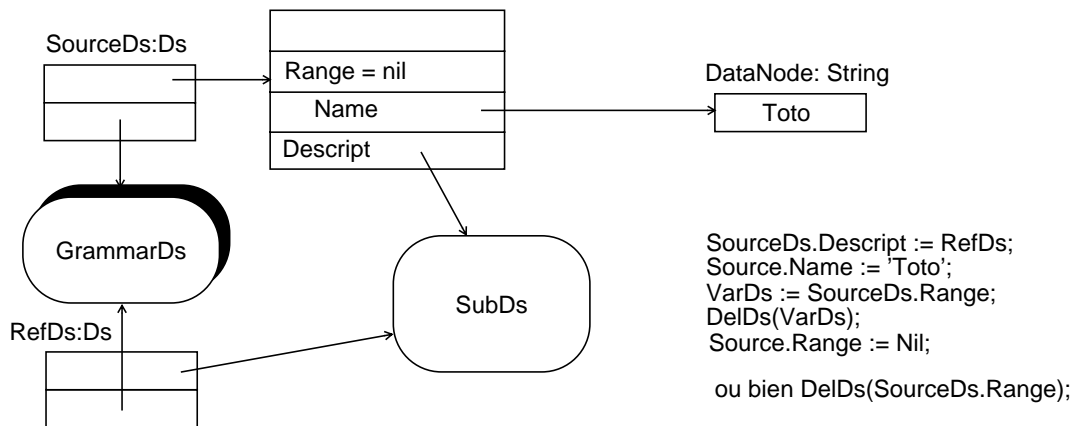 SourceDs:Ds
Range = nil
Name
Descript
DataNode: String
Toto
GrammarDs
SubDs
RefDs:Ds
SourceDs.Descript := RefDs;
Source.Name := ’Toto’;
VarDs := SourceDs.Range;
DelDs(VarDs);
Source.Range := Nil;
ou bien DelDs(SourceDs.Range);